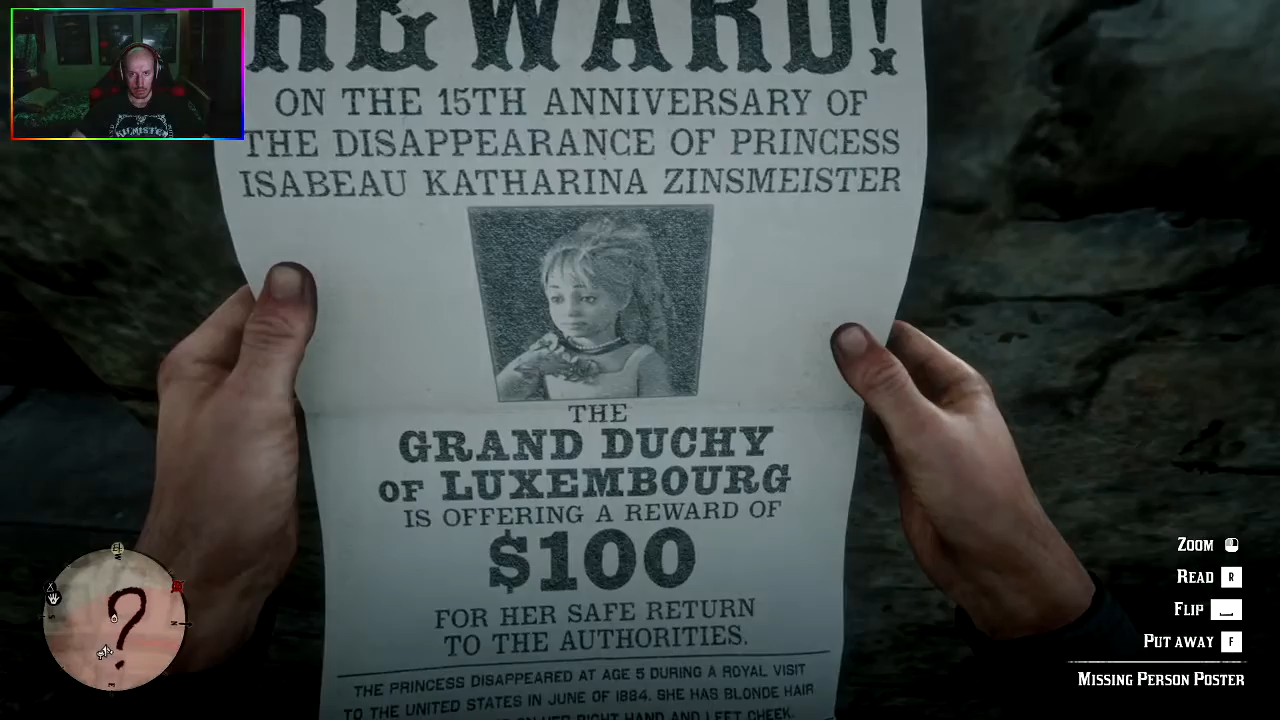 REWARD!
ON THE 15TH ANNIVERSARY OF
THE DISAPPEARANCE OF PRINCESS
ISABEAU KATHARINA ZINSMEISTER
THE
GRAND DUCHY
OF LUXEMBOURG
IS OFFERING A REWARD OF
$100
FOR HER SAFE RETURN
TO THE AUTHORITIES.
THE PRINCESS DISAPPEARED AT AGE 5 DURING A ROYAL VISIT
TO THE UNITED STATES IN JUNE OF 1884. SHE HAS BLONDE HAIR
ON HER RIGHT HAND AND LEFT CHEEK.
KILMISTER
ZOOM
READ R
FLIP
PUT AWAY F
MISSING PERSON POSTER